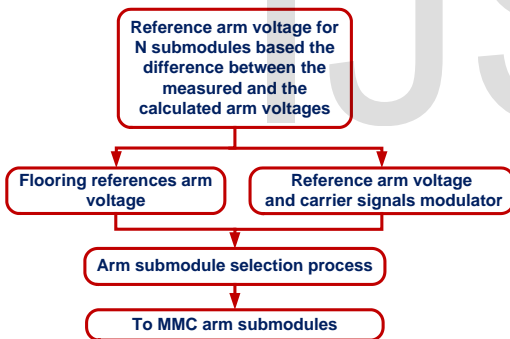 Reference arm voltage for
N submodules based the
difference between the
measured and the
calculated arm voltages
Flooring references arm
voltage
Reference arm voltage
and carrier signals modulator
Arm submodule selection process
To MMC arm submodules